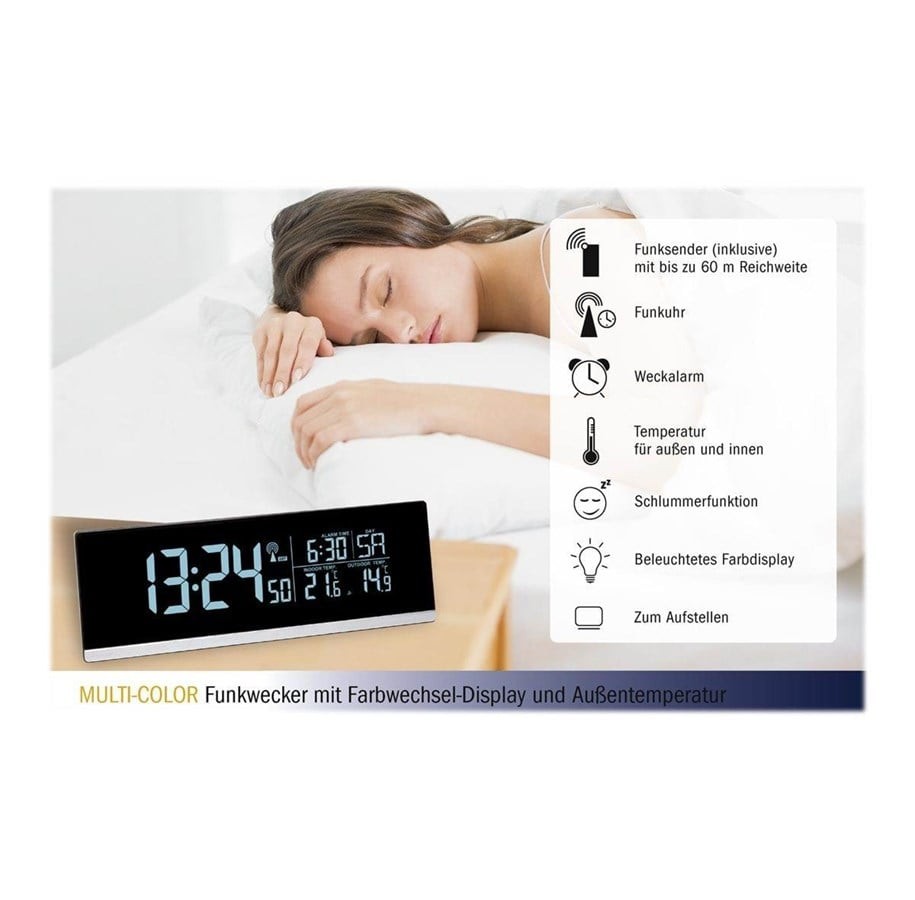 Funksender (inklusive)
mit bis zu 60 m Reichweite
Funkuhr
Weckalarm
Temperatur
für außen und innen
zz
Schlummerfunktion
Beleuchtetes Farbdisplay
Zum Aufstellen
ALARM TIME DAY
13:24 50 6:30 SA
INDOOR TEMP. OUTDOOR TEMP.
21.6 °C 14.9 °C
MULTI-COLOR Funkwecker mit Farbwechsel-Display und Außentemperatur